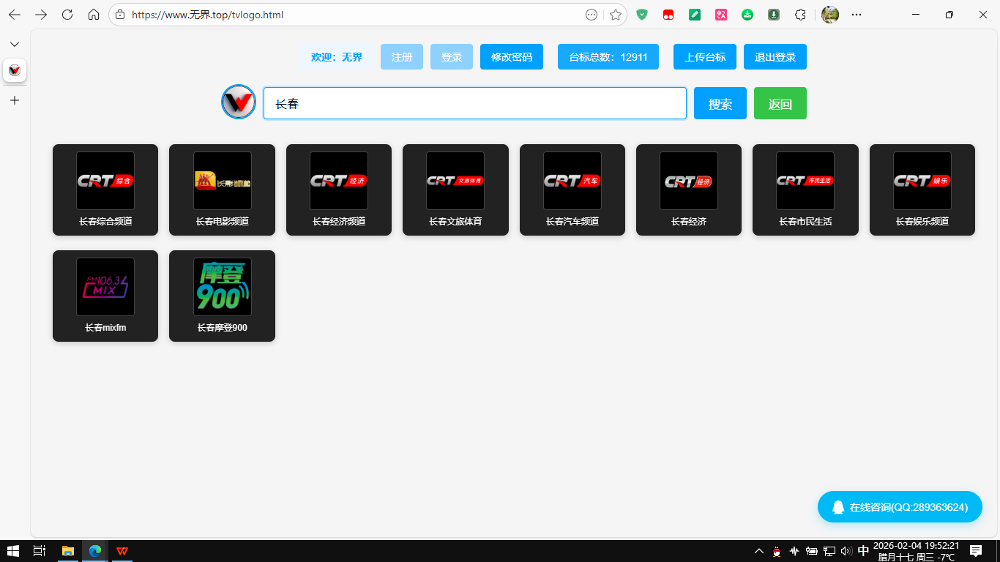 https://www.无界.top/tvlogo.html
欢迎：无界 注册 登录 修改密码 台标总数：12911 上传台标 退出登录
长春 搜索 返回
CRT 综合
长影频道
CRT 经济
CRT 文旅体育
CRT 汽车
CRT 经济
CRT 市民生活
CRT 娱乐
长春综合频道 长春电影频道 长春经济频道 长春文旅体育 长春汽车频道 长春经济 长春市民生活 长春娱乐频道
FM106.3
MIX
摩登
900
长春mixfm 长春摩登900
在线咨询(QQ:289363624)
中 2026-02-04 19:52:21
腊月十七 周三 -7℃